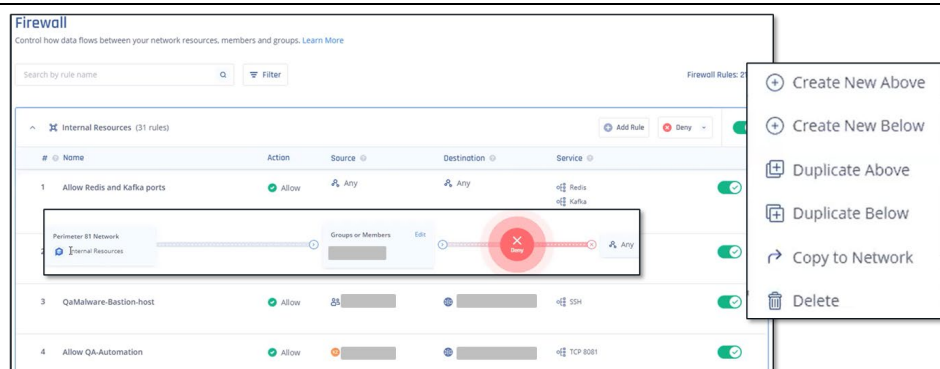 Firewall
Control how data flows between your network resources, members and groups. Learn More
Search by rule name
Filter
Firewall Rules:
Internal Resources (31 rules)
Add Rule
Deny
# Name Action Source Destination Service
1 Allow Redis and Kafka ports Allow Any Any Redis
Kafka
Perimeter 81 Network
Internal Resources
Groups or Members Edit
Deny
Any
2
3 QaMalware-Bastion-host Allow SSH
4 Allow QA-Automation Allow TCP 8081
Create New Above
Create New Below
Duplicate Above
Duplicate Below
Copy to Network
Delete